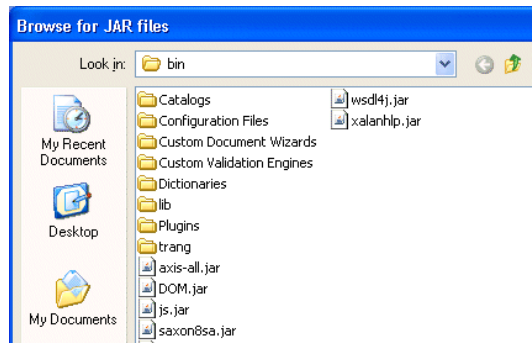 Browse for JAR files
Look in:
bin
My Recent
Documents
Desktop
My Documents
Catalogs
Configuration Files
Custom Document Wizards
Custom Validation Engines
Dictionaries
lib
Plugins
trang
axis-all.jar
DOM.jar
js.jar
saxon8sa.jar
wsdl4j.jar
xalanhlp.jar